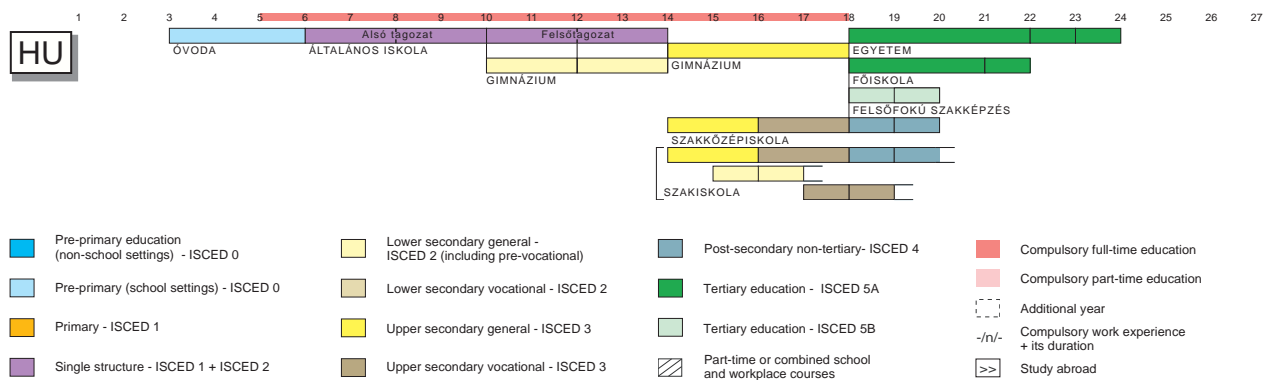 1 2 3 4 5 6 7 8 9 10 11 12 13 14 15 16 17 18 19 20 21 22 23 24 25 26 27
HU
Alsó tagozat Felsőtagozat
ÓVODA ÁLTALÁNOS ISKOLA EGYETEM
GIMNÁZIUM GIMNÁZIUM FŐISKOLA
FELSŐFOKÚ SZAKKÉPZÉS
SZAKKÖZÉPISKOLA
SZAKISKOLA
Pre-primary education
(non-school settings) - ISCED 0
Pre-primary (school settings) - ISCED 0
Primary - ISCED 1
Single structure - ISCED 1 + ISCED 2
Lower secondary general -
ISCED 2 (including pre-vocational)
Lower secondary vocational - ISCED 2
Upper secondary general - ISCED 3
Upper secondary vocational - ISCED 3
Post-secondary non-tertiary- ISCED 4
Tertiary education - ISCED 5A
Tertiary education - ISCED 5B
Part-time or combined school
and workplace courses
Compulsory full-time education
Compulsory part-time education
Additional year
-/n/- Compulsory work experience
+ its duration
>> Study abroad